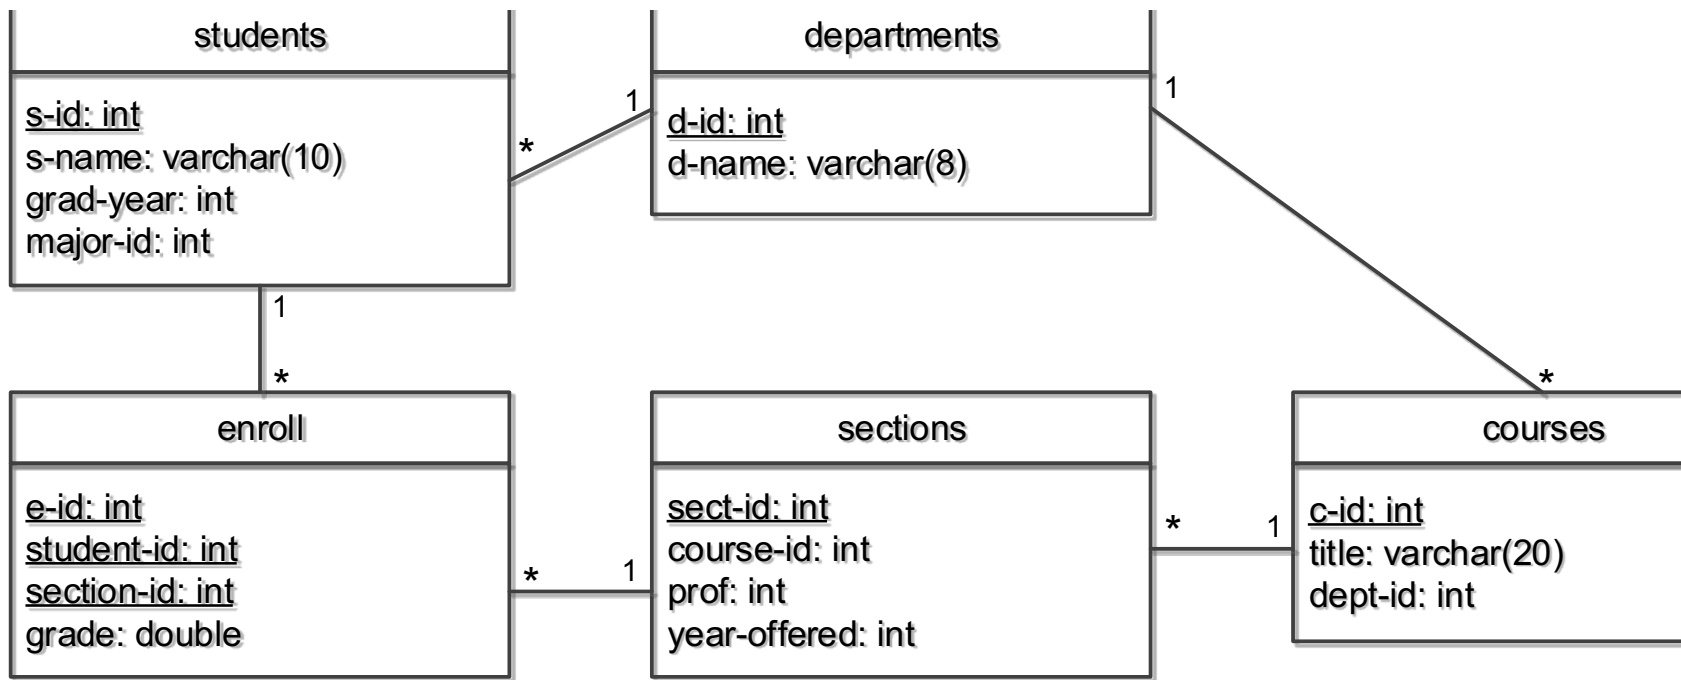 students
s-id: int
s-name: varchar(10)
grad-year: int
major-id: int
departments
d-id: int
d-name: varchar(8)
1
*
1
*
1
*
enroll
e-id: int
student-id: int
section-id: int
grade: double
*
1
sections
sect-id: int
course-id: int
prof: int
year-offered: int
*
1
courses
c-id: int
title: varchar(20)
dept-id: int